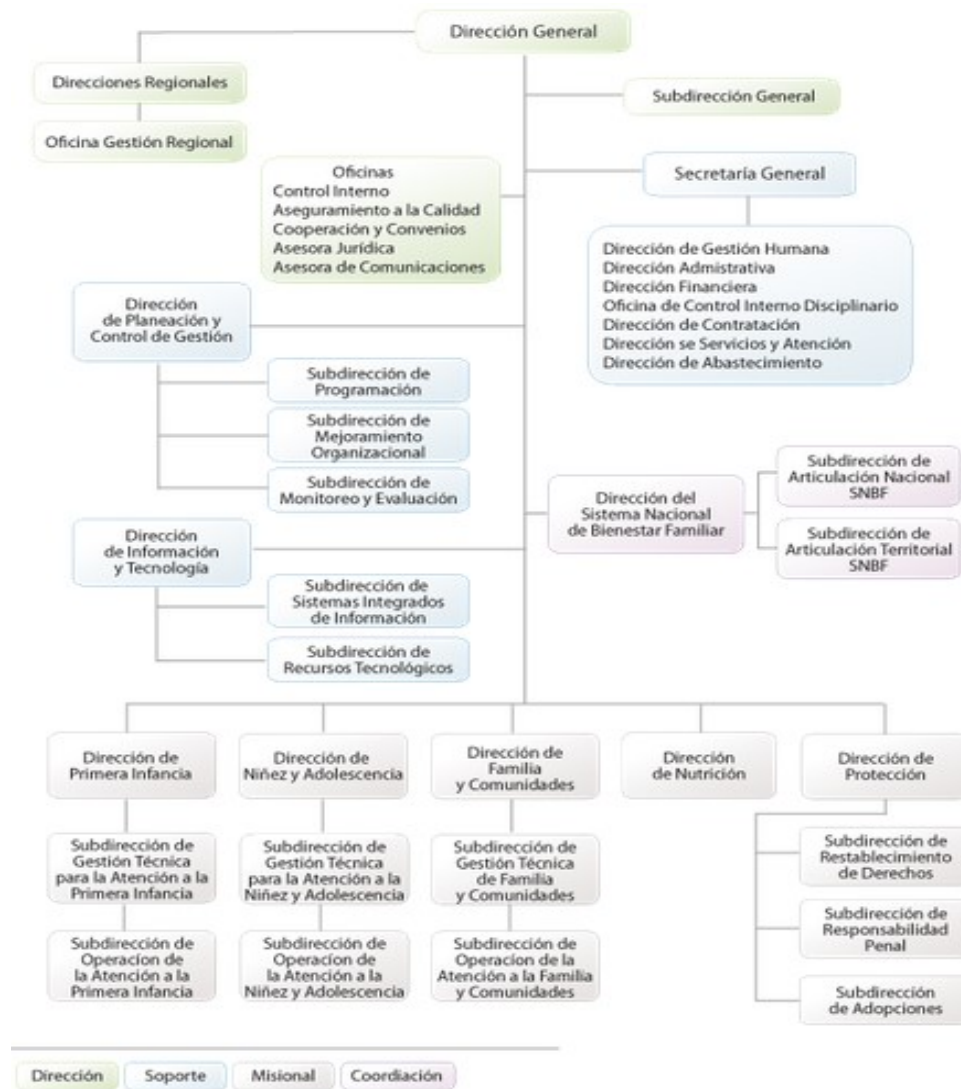 Dirección General
Direcciones Regionales
Subdirección General
Oficina Gestión Regional
Oficinas
Control Interno
Aseguramiento a la Calidad
Cooperación y Convenios
Asesora Jurídica
Asesora de Comunicaciones
Secretaría General
Dirección de Gestión Humana
Dirección Admistrativa
Dirección Financiera
Oficina de Control Interno Disciplinario
Dirección de Contratación
Dirección se Servicios y Atención
Dirección de Abastecimiento
Dirección
de Planeación y
Control de Gestión
Subdirección de
Programación
Subdirección de
Mejoramiento
Organizacional
Subdirección de
Monitoreo y Evaluación
Dirección del
Sistema Nacional
de Bienestar Familiar
Subdirección de
Articulación Nacional
SNBF
Subdirección de
Articulación Territorial
SNBF
Dirección
de Información
y Tecnología
Subdirección de
Sistemas Integrados
de Información
Subdirección de
Recursos Tecnológicos
Dirección de
Primera Infancia
Dirección de
Niñez y Adolescencia
Dirección de
Familia
y Comunidades
Dirección
de Nutrición
Dirección de
Protección
Subdirección de
Gestión Técnica
para la Atención a la
Primera Infancia
Subdirección de
Gestión Técnica
para la Atención a la
Niñez y Adolescencia
Subdirección de
Gestión Técnica
de Familia
y Comunidades
Subdirección de
Restablecimiento
de Derechos
Subdirección de
Operacíon de
la Atención a la
Primera Infancia
Subdirección de
Operacíon de
la Atención a la
Niñez y Adolescencia
Subdirección de
Operacíon de la
Atención a la Familia
y Comunidades
Subdirección de
Responsabilidad
Penal
Subdirección
de Adopciones
Dirección
Soporte
Misional
Coordiación